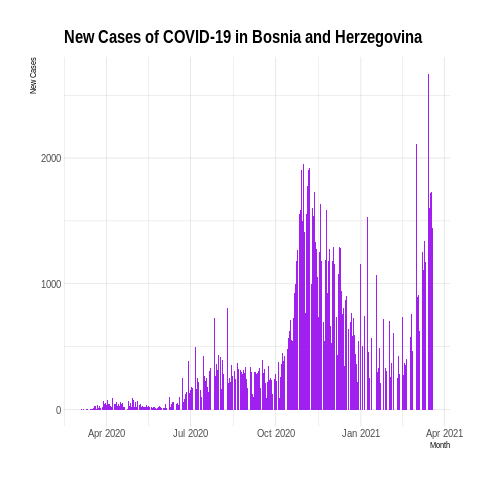 New Cases of COVID-19 in Bosnia and Herzegovina
New Cases
2000
1000
0
Apr 2020 Jul 2020 Oct 2020 Jan 2021 Apr 2021
Month